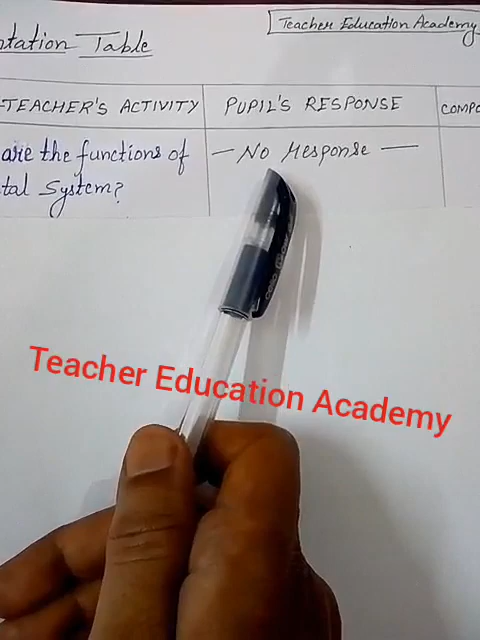 Teacher Education Academy
Table
TEACHER'S ACTIVITY PUPIL'S RESPONSE
are the functions of — No response —
System?
Teacher Education Academy